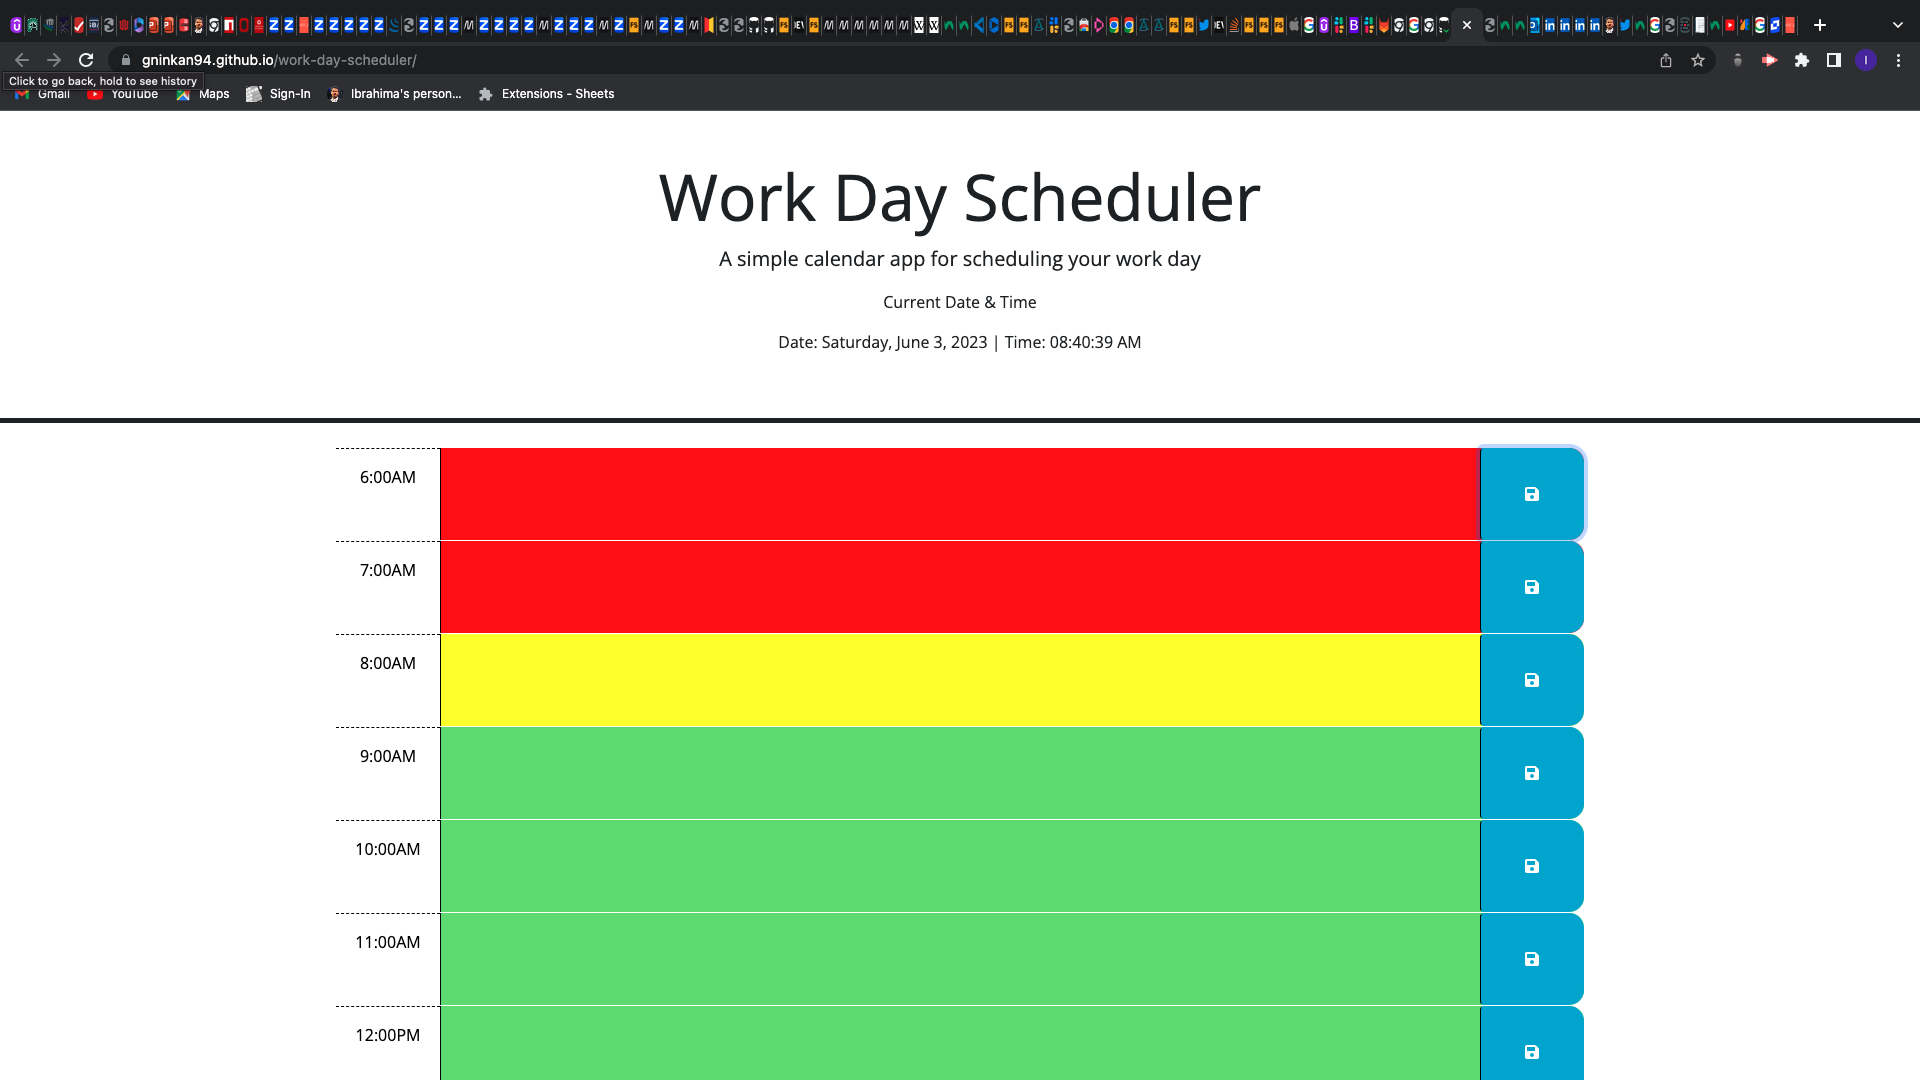 gninkan94.github.io/work-day-scheduler/
Click to go back, hold to see history
Gmail YouTube Maps Sign-In Ibrahima's person... Extensions - Sheets
Work Day Scheduler
A simple calendar app for scheduling your work day
Current Date & Time
Date: Saturday, June 3, 2023 | Time: 08:40:39 AM
6:00AM
7:00AM
8:00AM
9:00AM
10:00AM
11:00AM
12:00PM